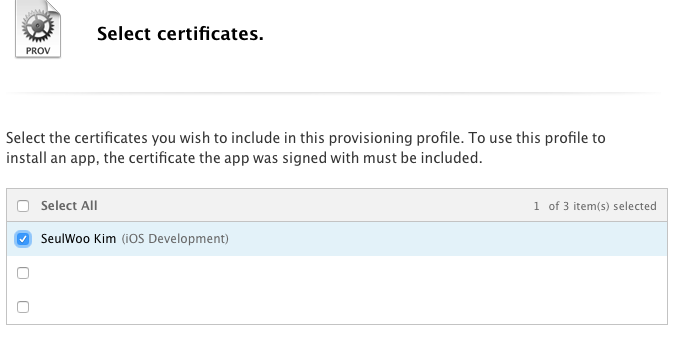 PROV
Select certificates.
Select the certificates you wish to include in this provisioning profile. To use this profile to
install an app, the certificate the app was signed with must be included.
Select All 1 of 3 item(s) selected
SeulWoo Kim (iOS Development)